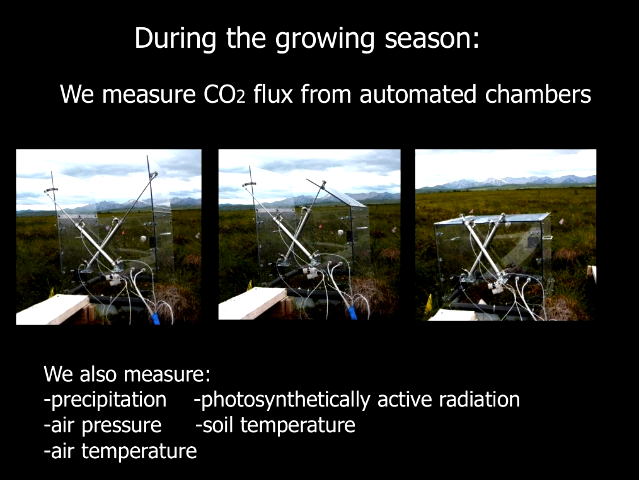 During the growing season:
We measure CO2 flux from automated chambers
We also measure:
-precipitation -photosynthetically active radiation
-air pressure -soil temperature
-air temperature